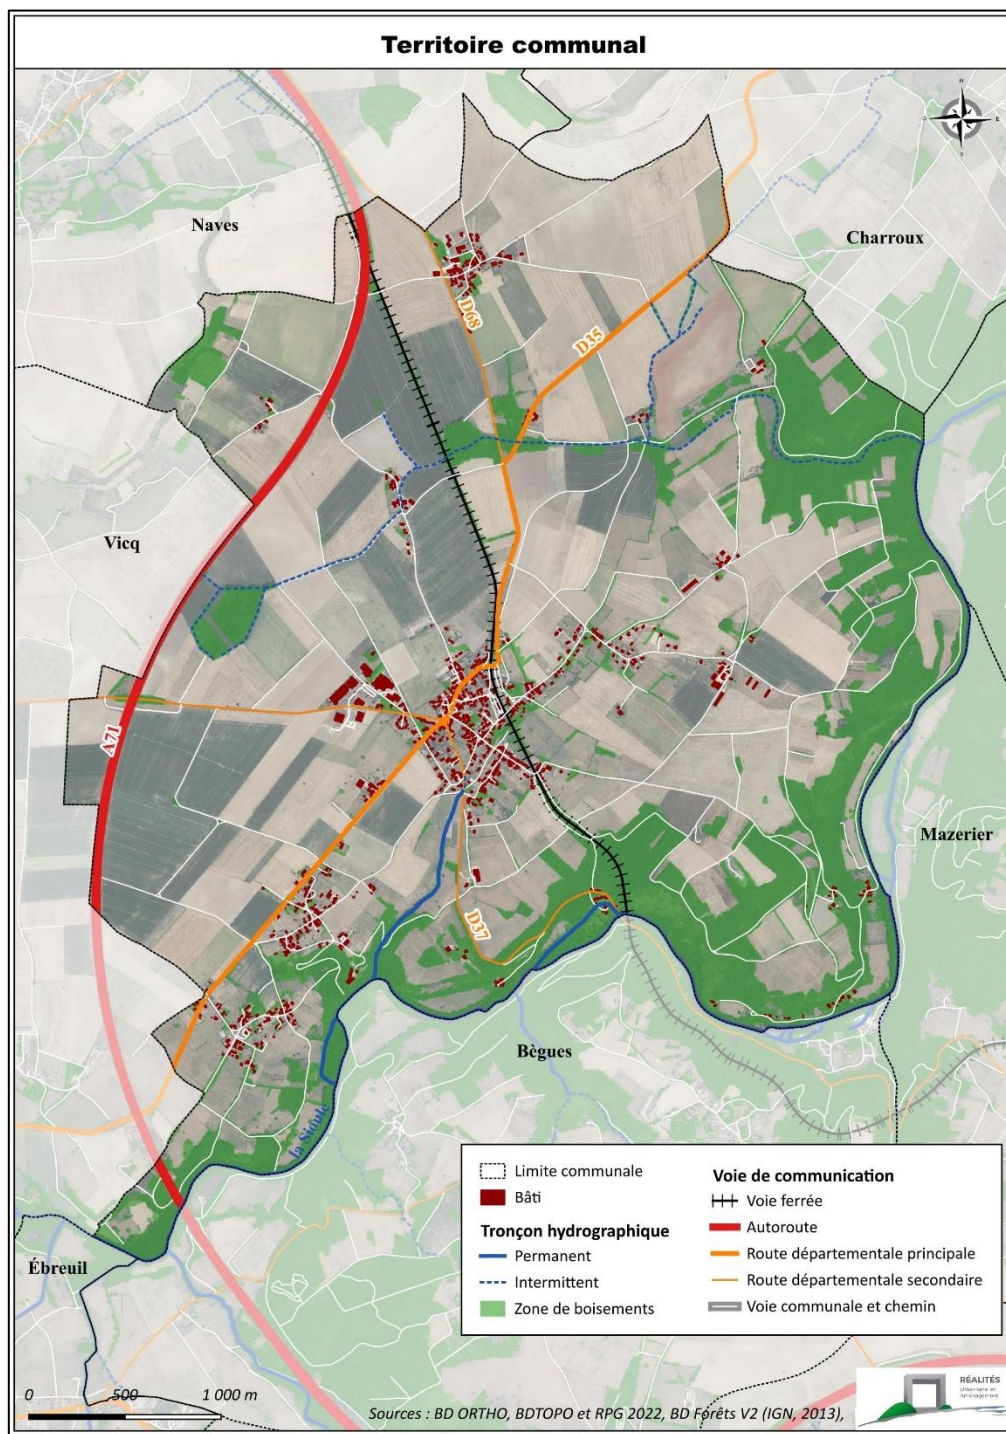 Territoire communal
N
O
E
S
Naves
Charroux
D68
D35
Vicq
A71
Mazerier
D37
Bègues
la Sioule
Ébreuil
Limite communale
Bâti
Tronçon hydrographique
Permanent
Intermittent
Zone de boisements
Voie de communication
Voie ferrée
Autoroute
Route départementale principale
Route départementale secondaire
Voie communale et chemin
0 500 1 000 m
Sources : BD ORTHO, BDTOPO et RPG 2022, BD Forêts V2 (IGN, 2013),
RÉALITÉS
Urbanisme et
Aménagement